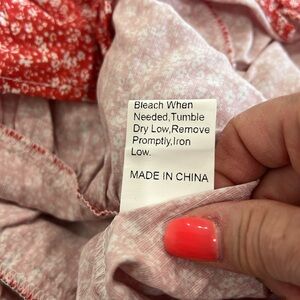 Bleach When
Needed,Tumble
Dry Low,Remove
Promptly,Iron
Low.
MADE IN CHINA